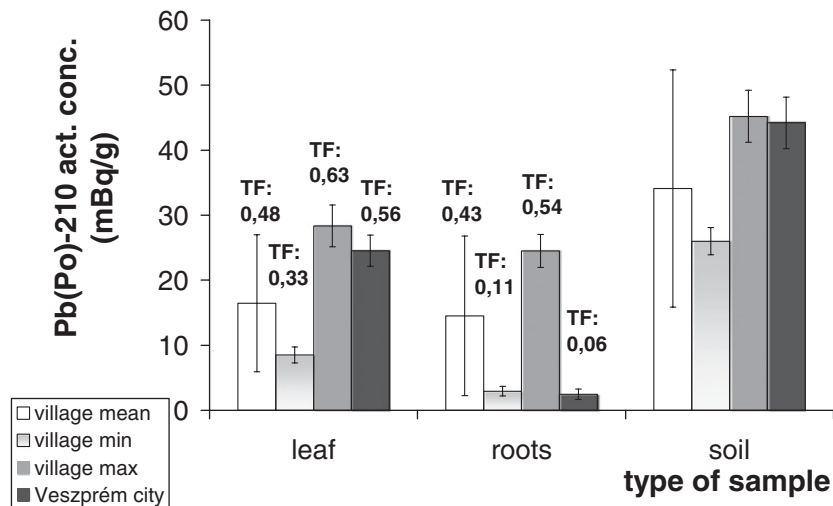 Pb(Po)-210 act. conc.
(mBq/g)
60
50
40
30
20
10
0
TF:
0,48
TF:
0,33
TF:
0,63
TF:
0,56
TF:
0,43
TF:
0,11
TF:
0,54
TF:
0,06
leaf
roots
soil
type of sample
village mean
village min
village max
Veszprém city